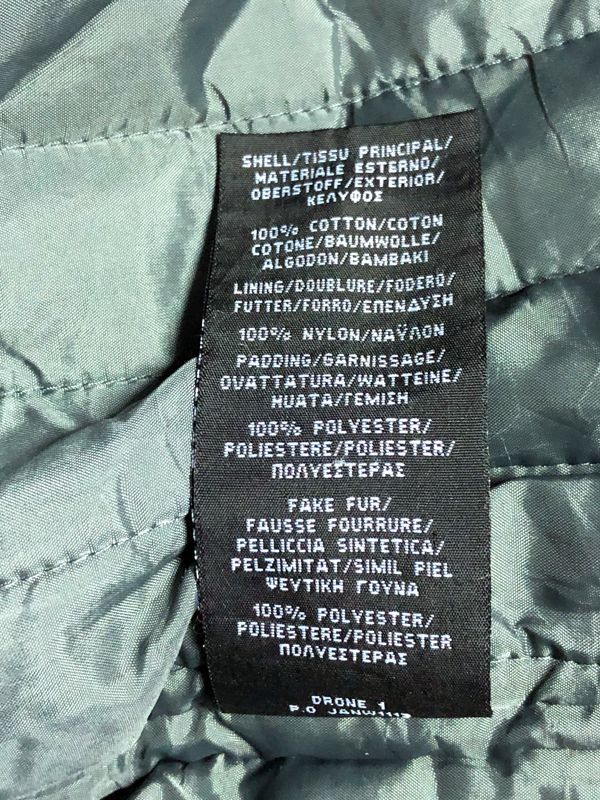 SHELL/TISSU PRINCIPAL/
MATERIALE ESTERNO/
OBERSTOFF/EXTERIOR/
ΚΕΛΥΦΟΣ
100% COTTON/COTON
COTONE/BAUMWOLLE/
ALGODON/BAMBAKI
LINING/DOUBLURE/FODERO/
FUTTER/FORRO/ΕΠΕΝΔΥΣΗ
100% NYLON/ΝΑΫΛΟΝ
PADDING/GARNISSAGE/
OVATTATURA/WATTEINE/
HUATA/ΓΕΜΙΣΗ
100% POLYESTER/
POLIESTERE/POLIESTER/
ΠΟΛΥΕΣΤΕΡΑΣ
FAKE FUR/
FAUSSE FOURRURE/
PELLICCIA SINTETICA/
PELZIMITAT/SIMIL PIEL
ΨΕΥΤΙΚΗ ΓΟΥΝΑ
100% POLYESTER/
POLIESTERE/POLIESTER
ΠΟΛΥΕΣΤΕΡΑΣ
DRONE 1
P.O